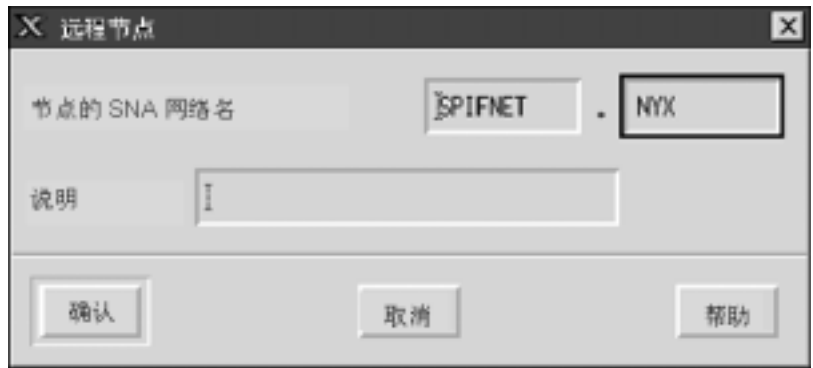 远程节点
节点的 SNA 网络名 SPIFNET . NYX
说明
确认 取消 帮助